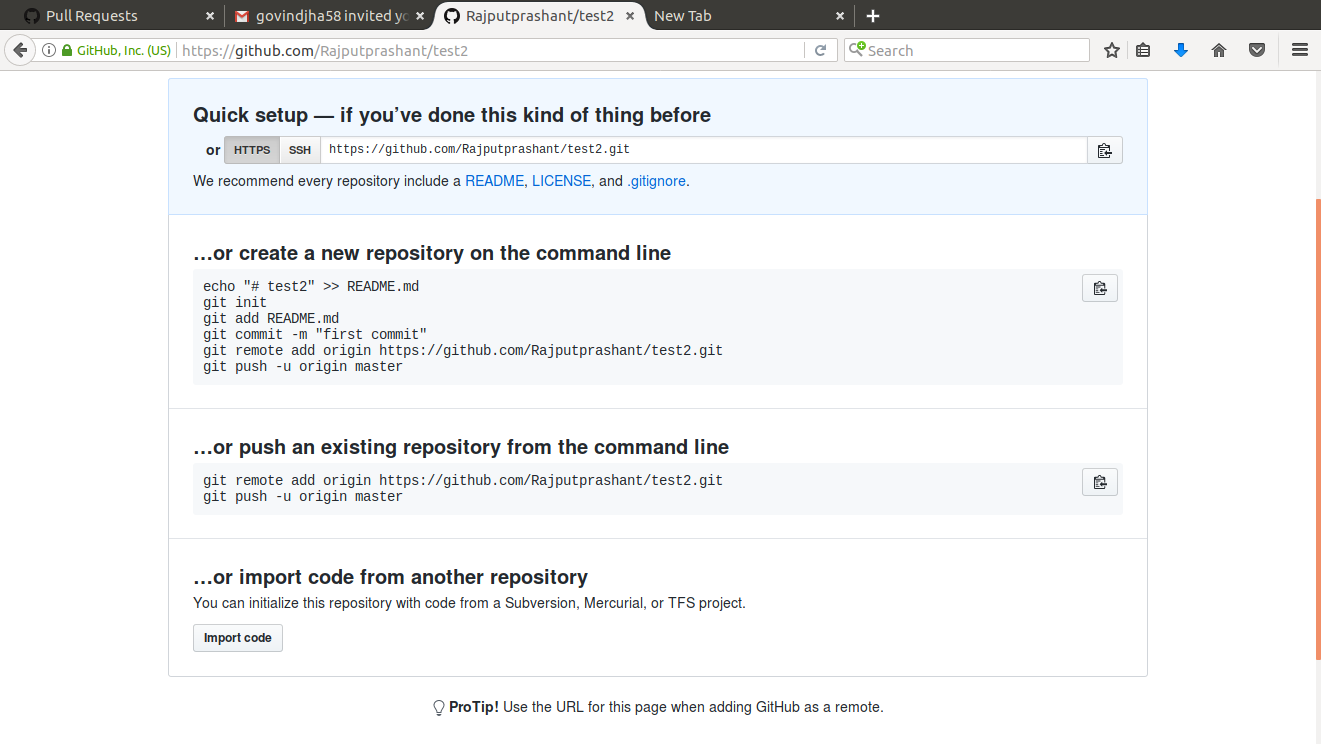 Pull Requests
govindjha58 invited yo
Rajputprashant/test2
New Tab
GitHub, Inc. (US)
https://github.com/Rajputprashant/test2
Search
Quick setup — if you’ve done this kind of thing before
or HTTPS SSH https://github.com/Rajputprashant/test2.git
We recommend every repository include a README, LICENSE, and .gitignore.
…or create a new repository on the command line
echo "# test2" >> README.md
git init
git add README.md
git commit -m "first commit"
git remote add origin https://github.com/Rajputprashant/test2.git
git push -u origin master
…or push an existing repository from the command line
git remote add origin https://github.com/Rajputprashant/test2.git
git push -u origin master
…or import code from another repository
You can initialize this repository with code from a Subversion, Mercurial, or TFS project.
Import code
ProTip! Use the URL for this page when adding GitHub as a remote.